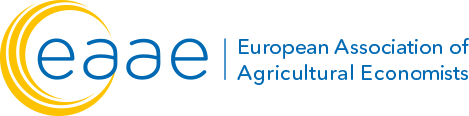 eaae
European Association of
Agricultural Economists